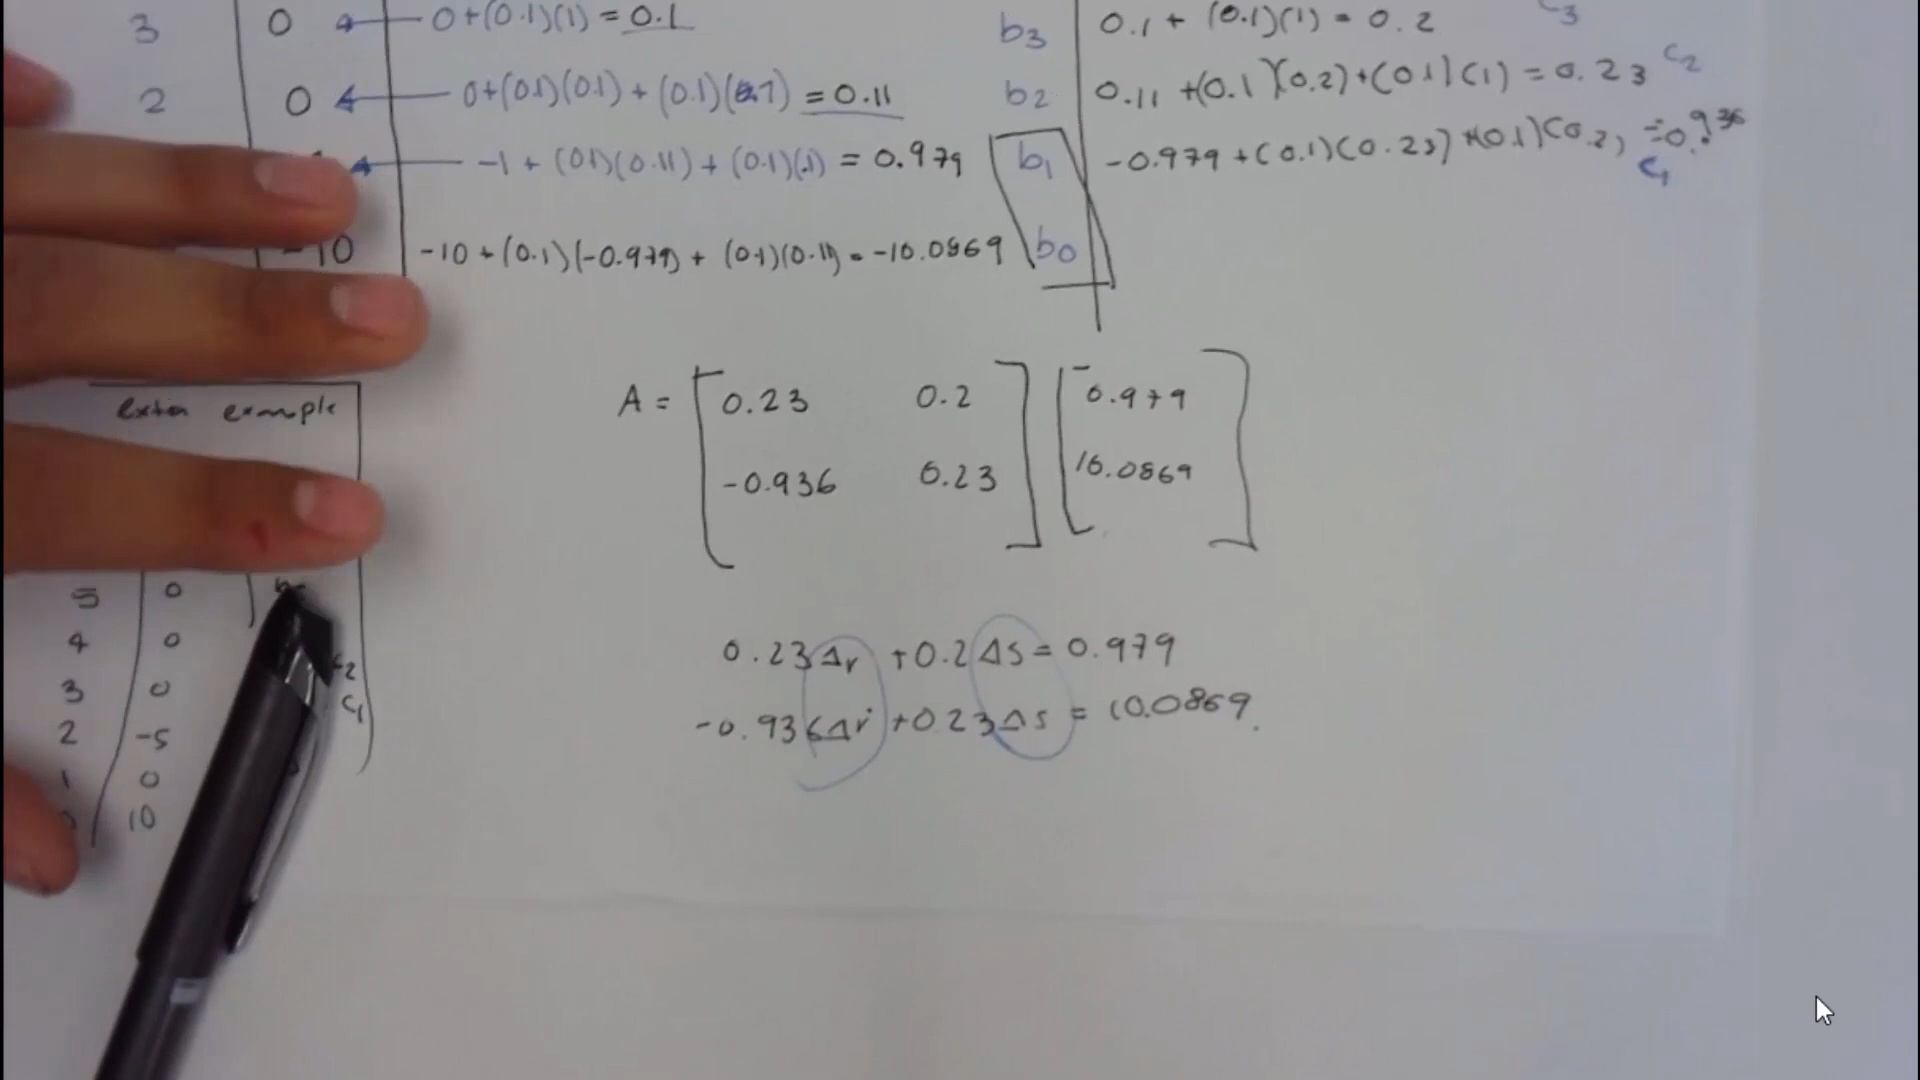 3 0 0+(0.1)(1) = 0.1 b3 0.1 + (0.1)(1) = 0.2 C3
2 0 0+(0.1)(0.1) + (0.1)(0.1) = 0.11 b2 0.11 +(0.1)(0.2)+(0.1)(1) = 0.23 C2
-1 + (0.1)(0.11) + (0.1)(.1) = 0.979 b1 -0.979 + (0.1)(0.23) +(0.1)(0.2) = -0.936
C1
-10 -10 + (0.1)(-0.979) + (0.1)(0.11) = -10.0869 b0
A = 0.23 0.2 0.979
-0.936 0.23 10.0869
extra example
5 0
4 0
C2
3 0 C1
2 -5
1 0
10
0.23Δr +0.2Δs = 0.979
-0.936Δr +0.23Δs = 10.0869.